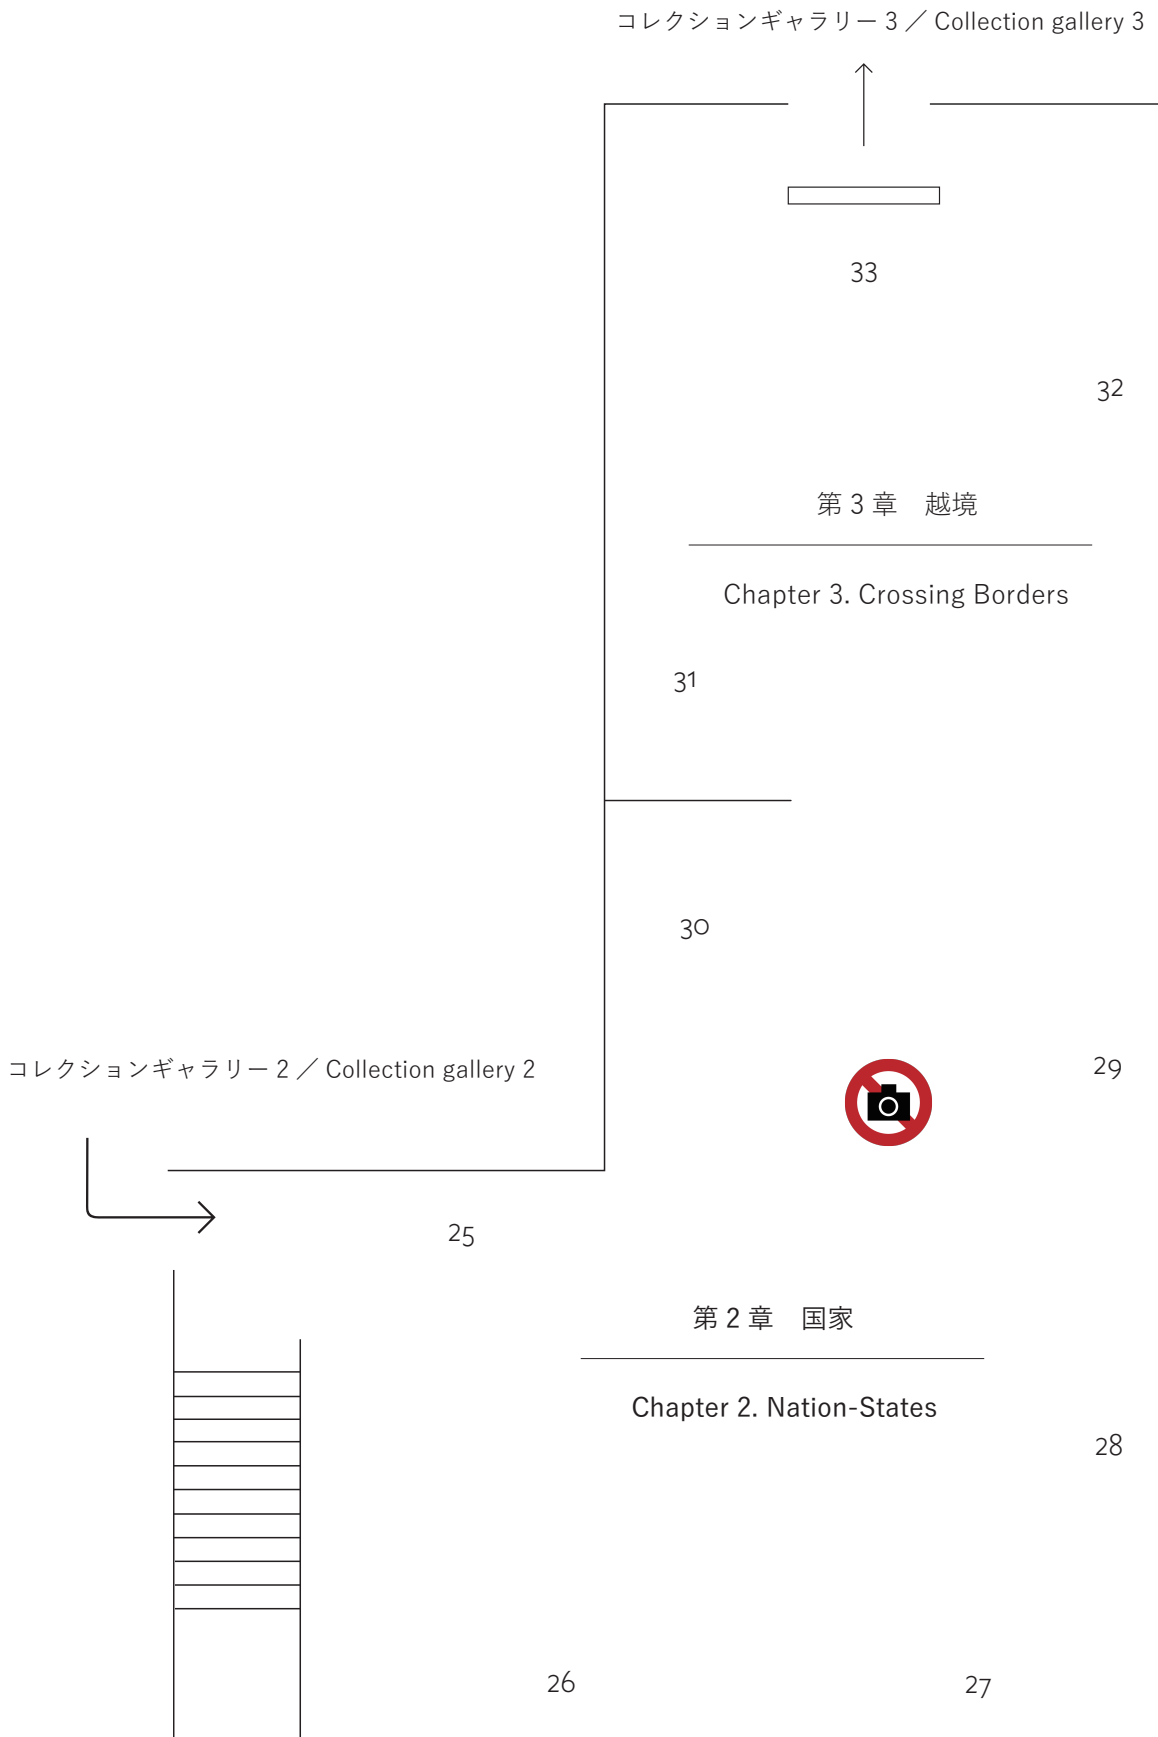 コレクションギャラリー 3 ／ Collection gallery 3
33
32
第 3 章　越境
Chapter 3. Crossing Borders
31
30
29
コレクションギャラリー 2 ／ Collection gallery 2
25
第 2 章　国家
Chapter 2. Nation-States
28
26
27